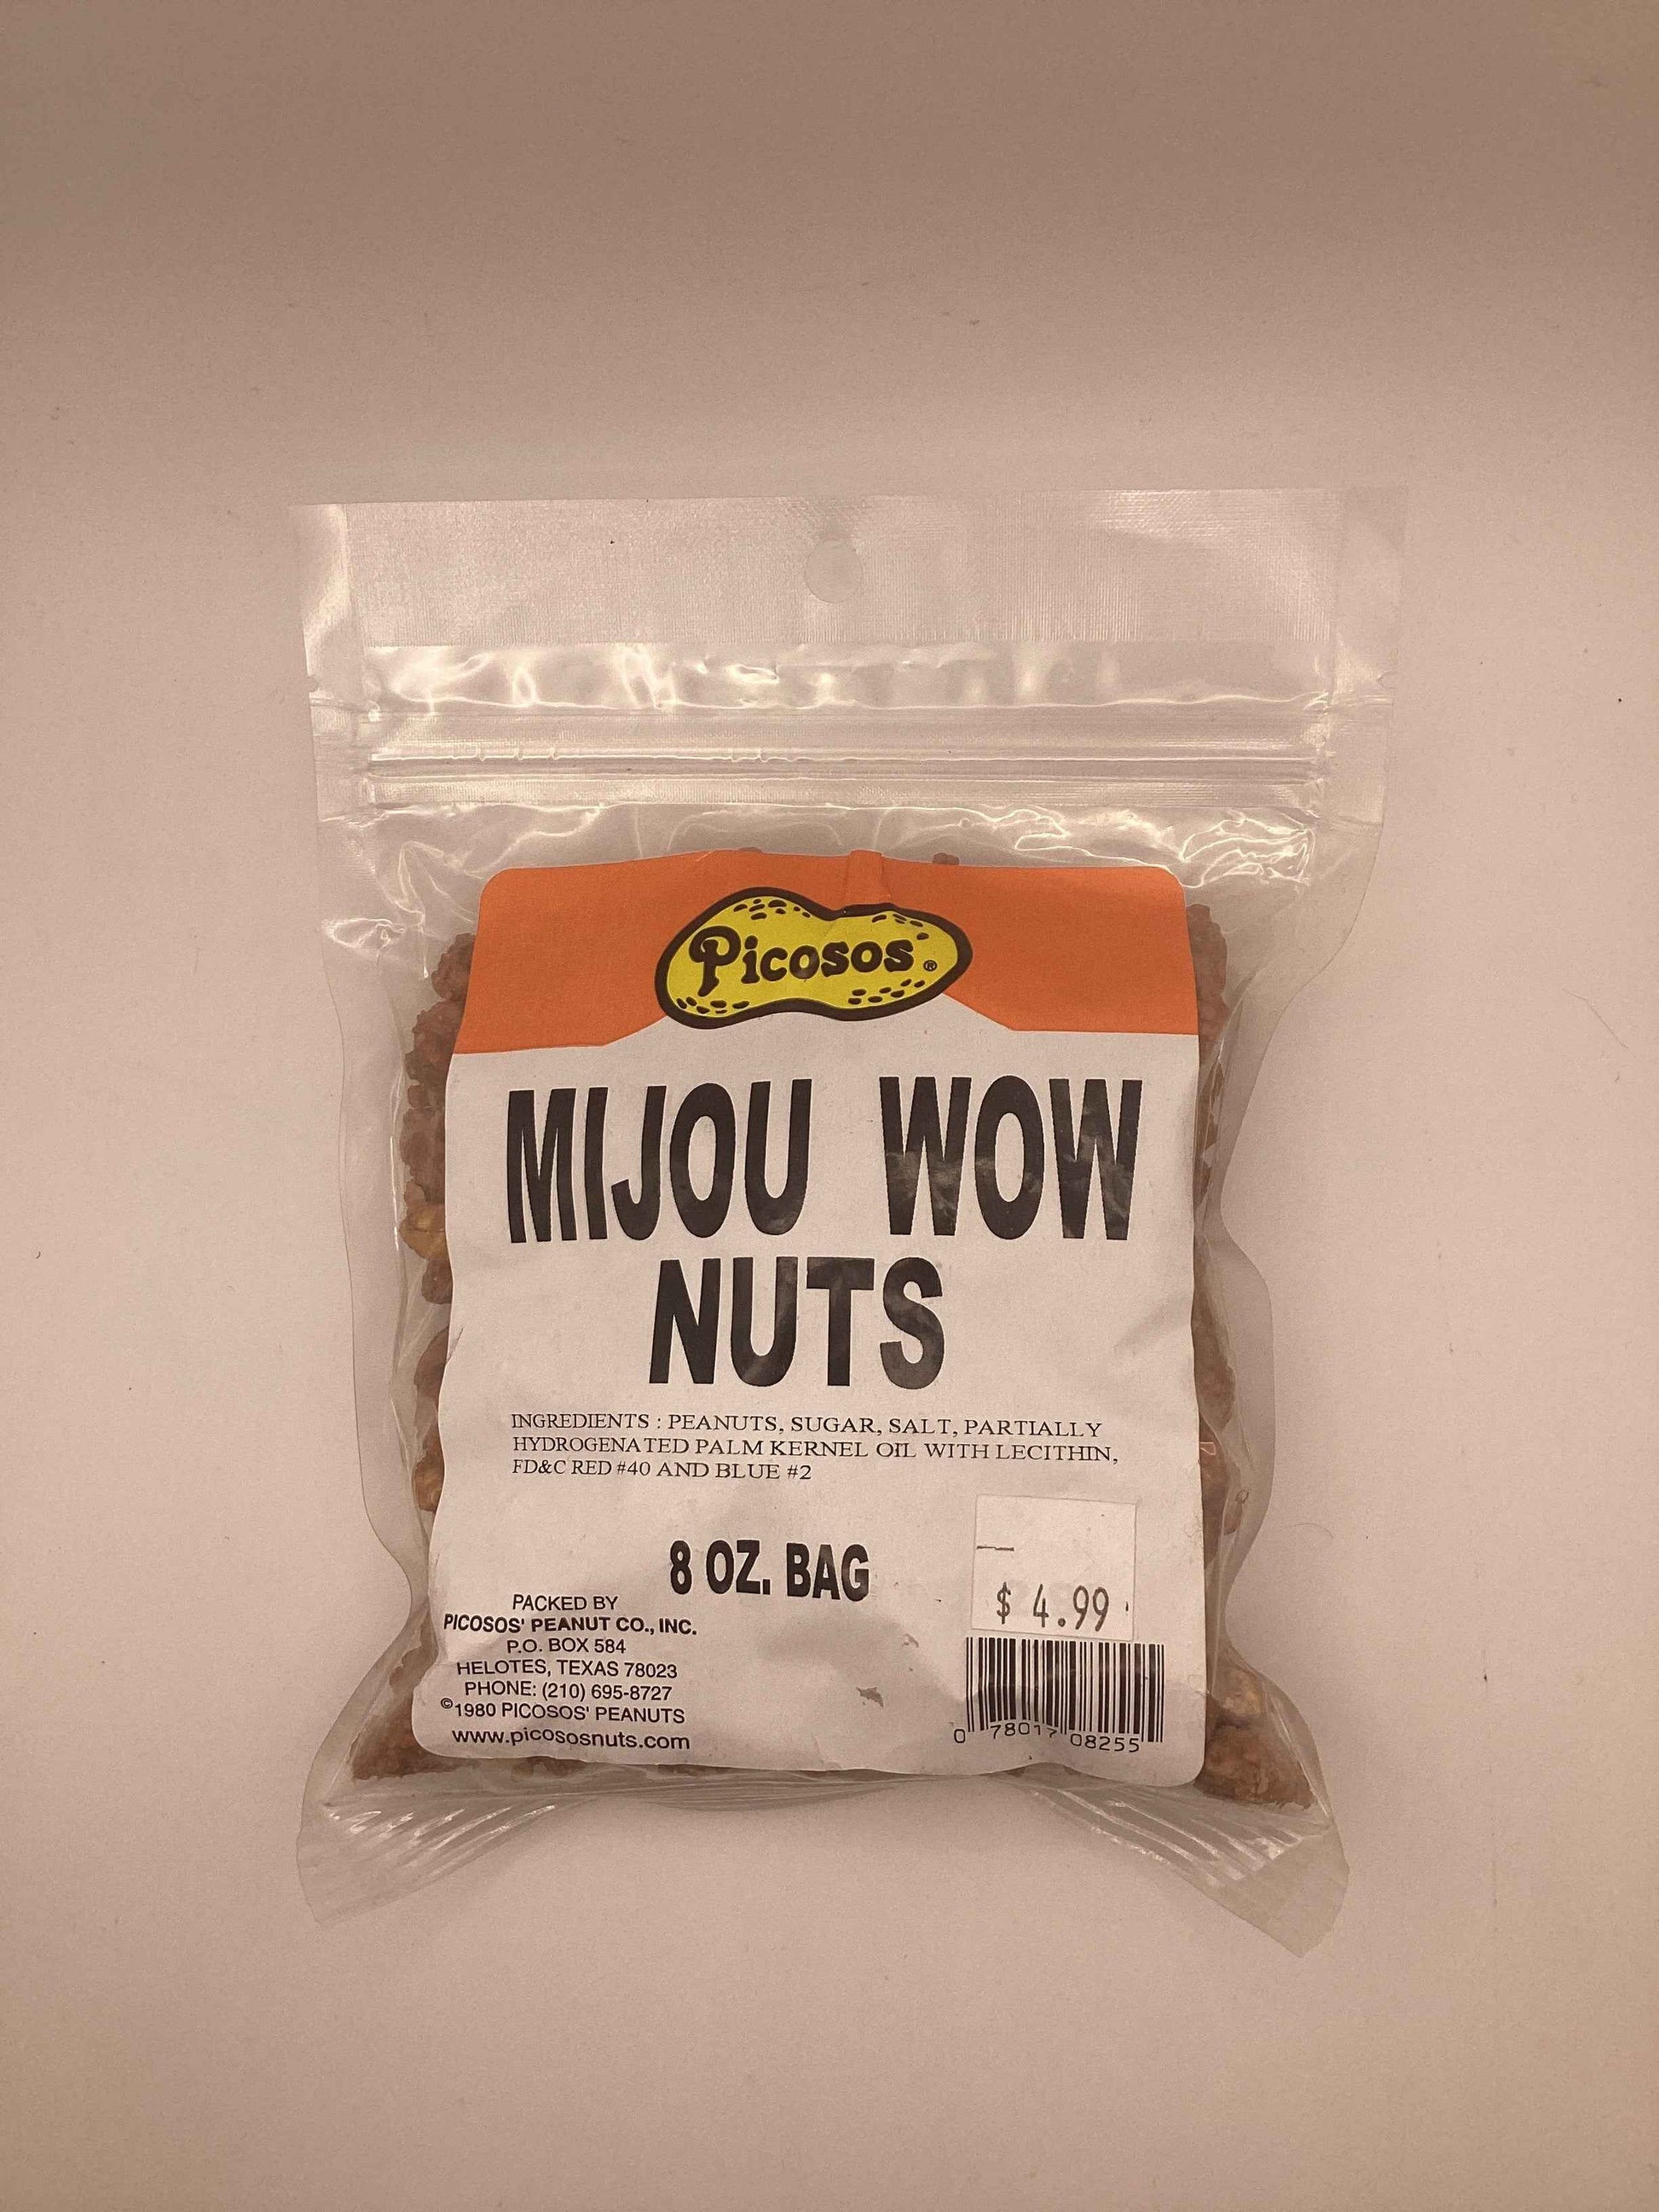 Picosos®
MIJOU WOW
NUTS
INGREDIENTS : PEANUTS, SUGAR, SALT, PARTIALLY
HYDROGENATED PALM KERNEL OIL WITH LECITHIN,
FD&C RED #40 AND BLUE #2
8 OZ. BAG
$ 4.99
PACKED BY
PICOSOS' PEANUT CO., INC.
P.O. BOX 584
HELOTES, TEXAS 78023
PHONE: (210) 695-8727
©1980 PICOSOS' PEANUTS
www.picososnuts.com
0 78017 08255